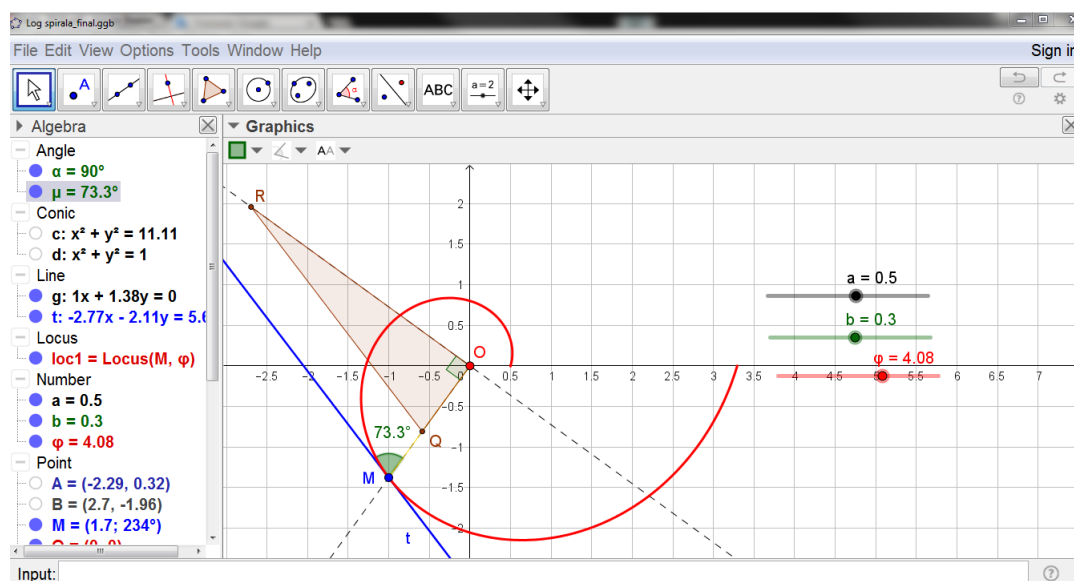 Log spirala_final.ggb
File Edit View Options Tools Window Help
Sign in
A
α
ABC
a=2
Algebra
Graphics
AA
Angle
α = 90°
μ = 73.3°
Conic
c: x² + y² = 11.11
d: x² + y² = 1
Line
g: 1x + 1.38y = 0
t: -2.77x - 2.11y = 5.6
Locus
loc1 = Locus(M, φ)
Number
a = 0.5
b = 0.3
φ = 4.08
Point
A = (-2.29, 0.32)
B = (2.7, -1.96)
M = (1.7; 234°)
O = (0, 0)
R
2
1.5
1
0.5
O
-2.5 -2 -1.5 -1 -0.5 0 0.5 1 1.5 2 2.5 3 3.5 4 4.5 5 5.5 6 6.5 7
-0.5
-1
-1.5
-2
73.3°
Q
M
t
a = 0.5
b = 0.3
φ = 4.08
Input: